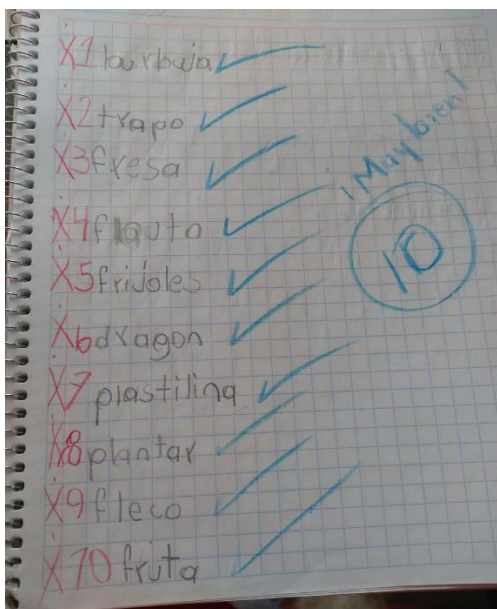 X1 burbuja
X2 trapo
X3 fresa
¡Muy bien!
X4 flauta
10
X5 frijoles
X6 dragon
X7 plastilina
X8 plantar
X9 fleco
X10 fruta